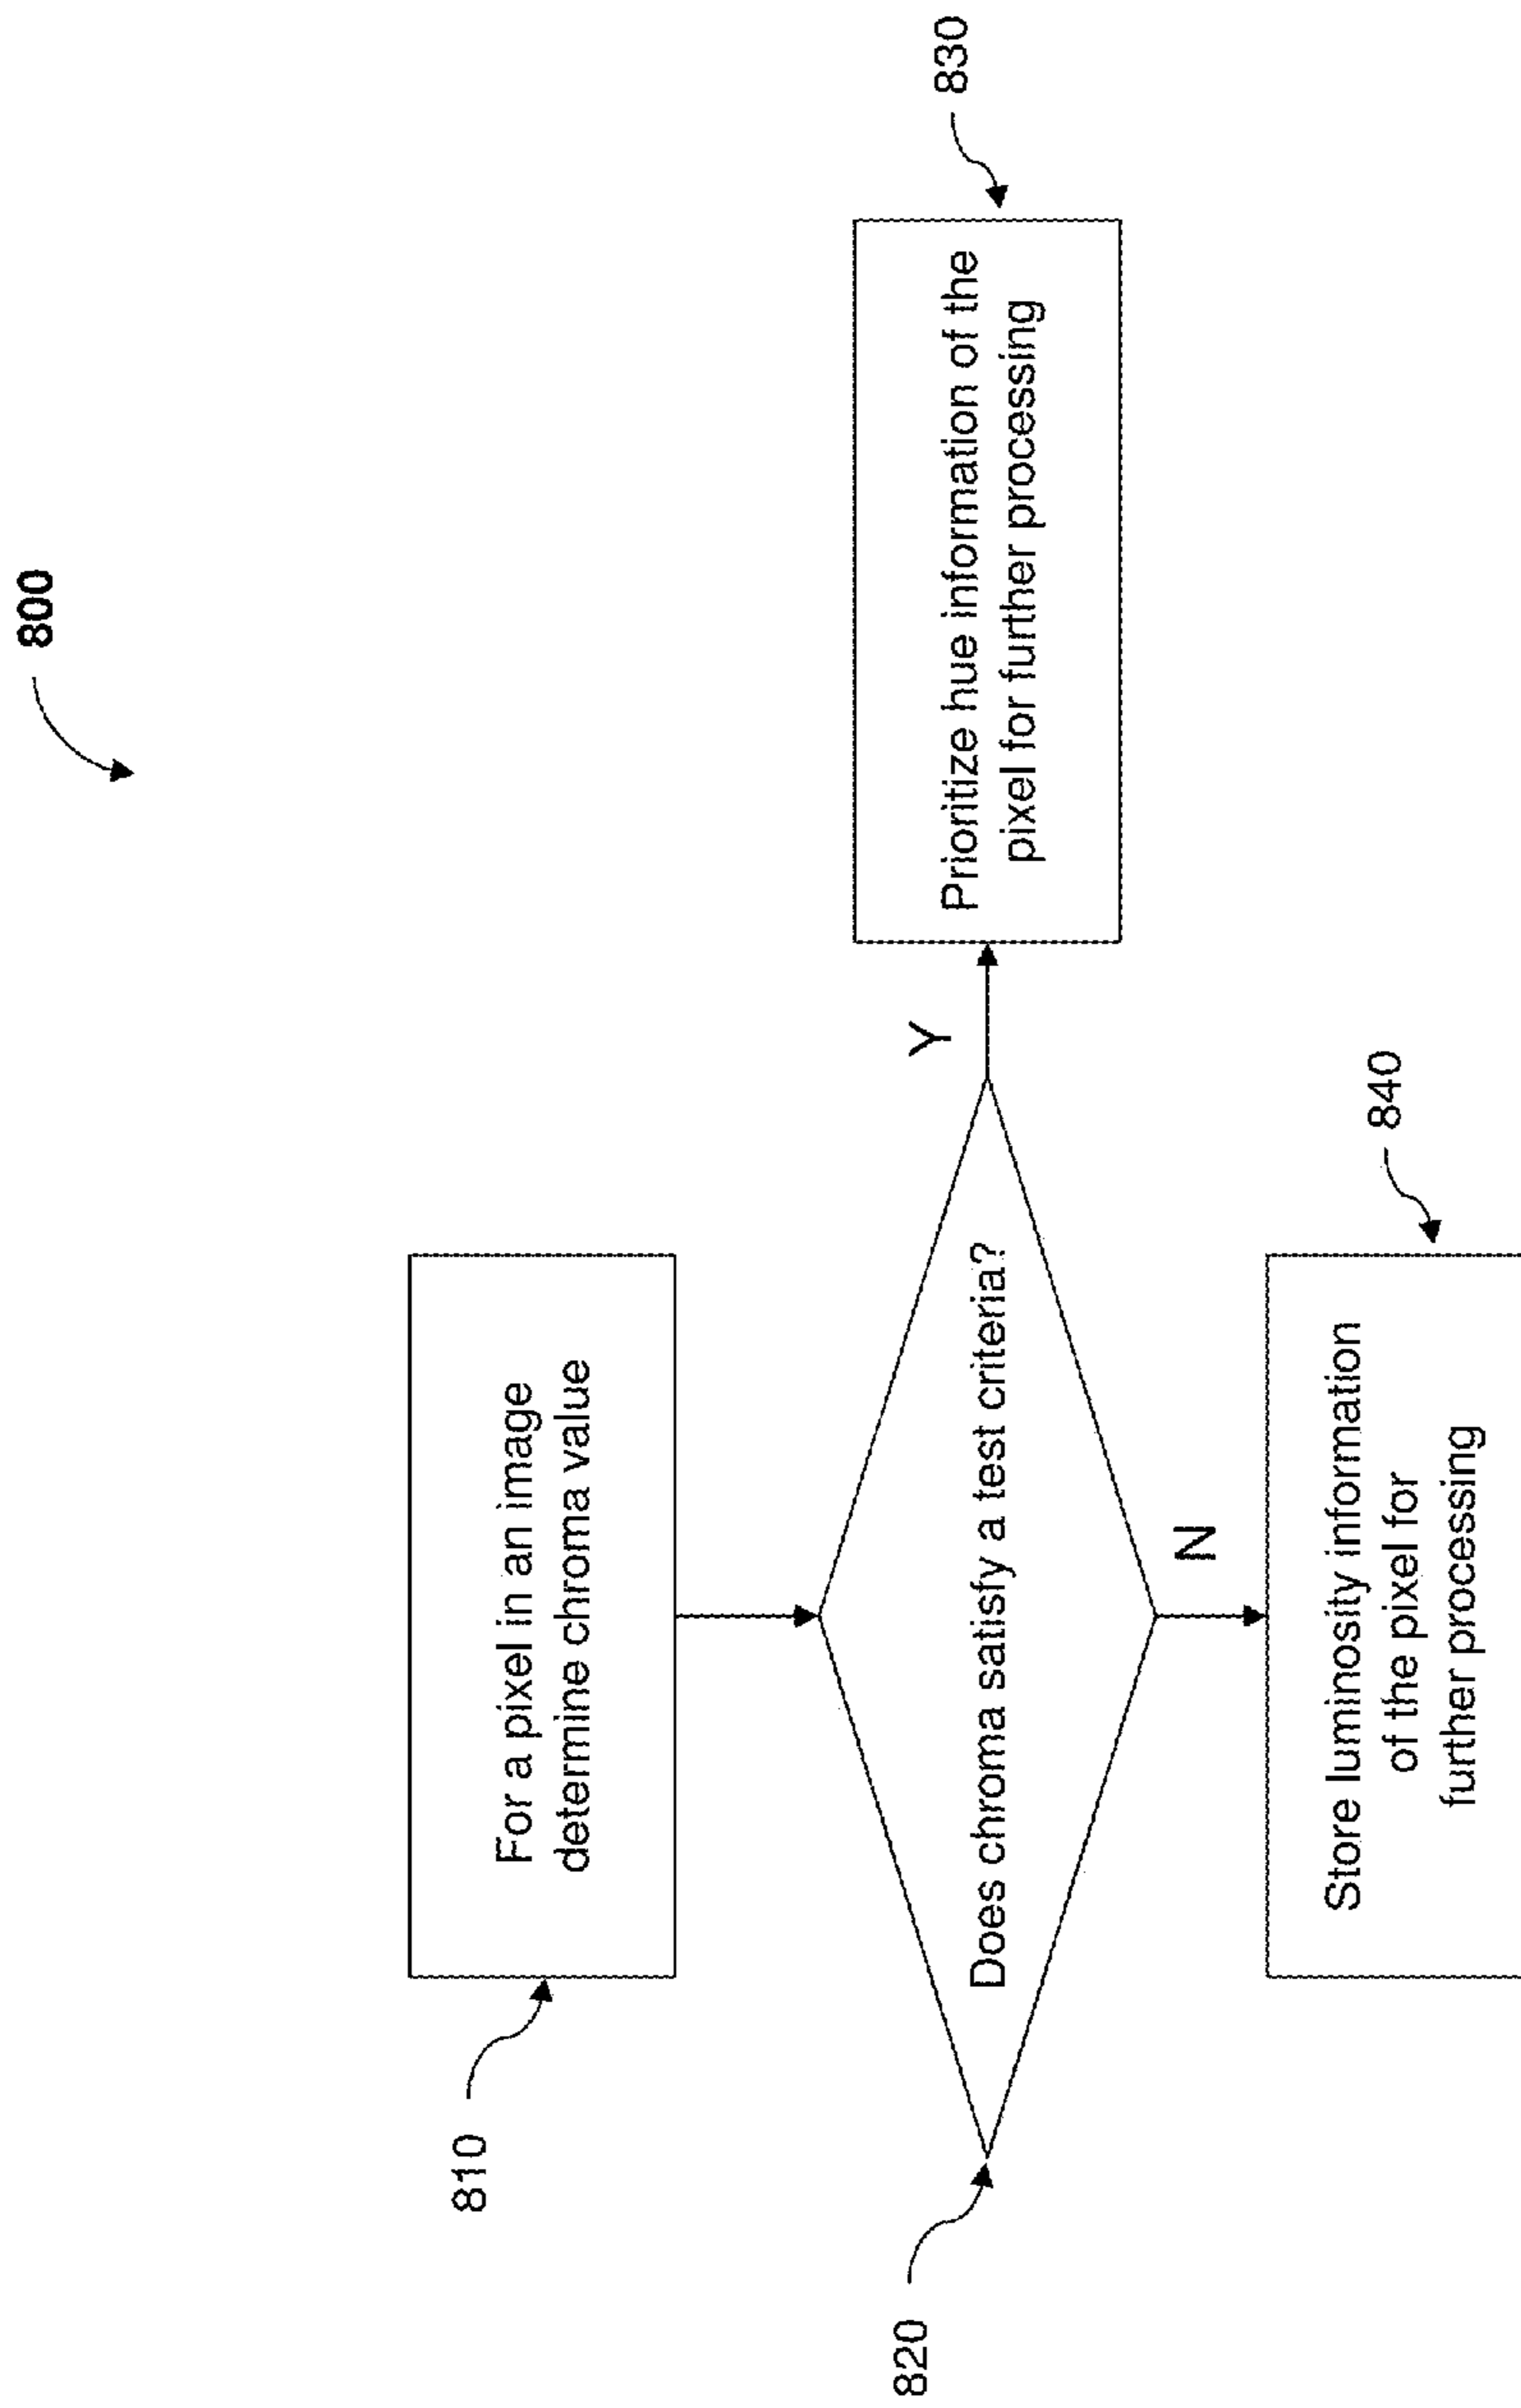 800
810
For a pixel in an image
determine chroma value
820
Does chroma satisfy a test criteria?
Y
830
Prioritize hue information of the
pixel for further processing
N
840
Store luminosity information
of the pixel for
further processing